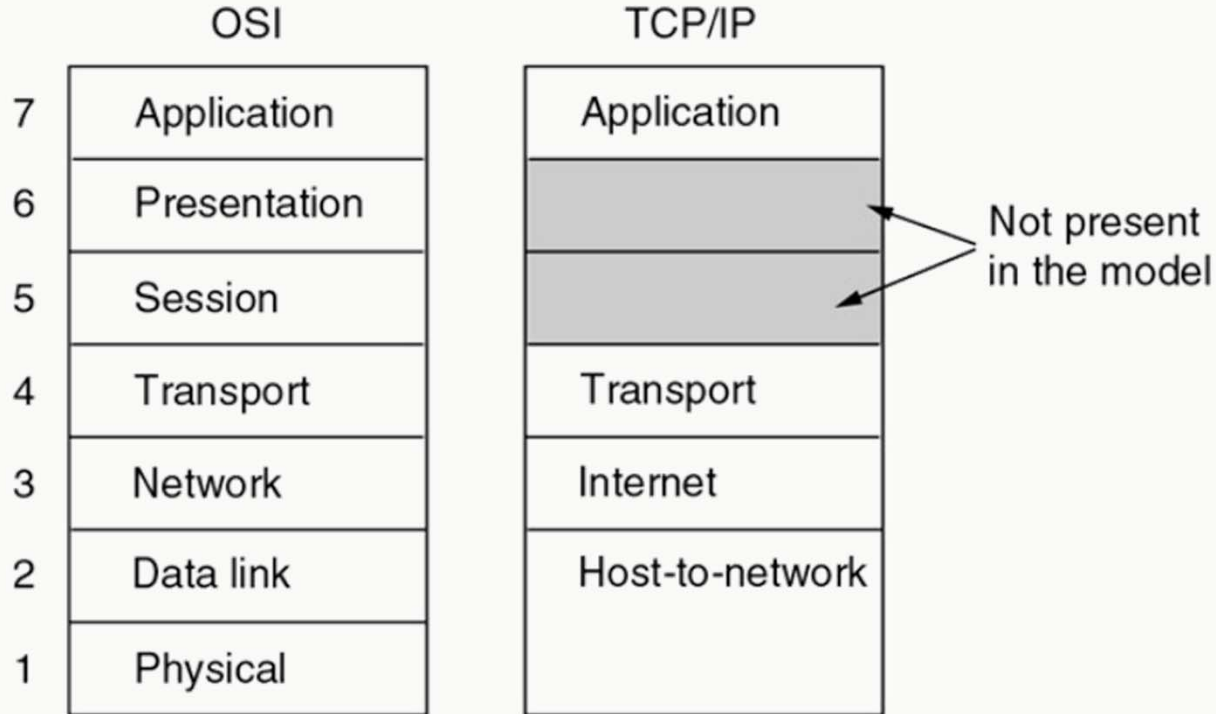 OSI TCP/IP
7 Application Application
6 Presentation
Not present
in the model
5 Session
4 Transport Transport
3 Network Internet
2 Data link Host-to-network
1 Physical